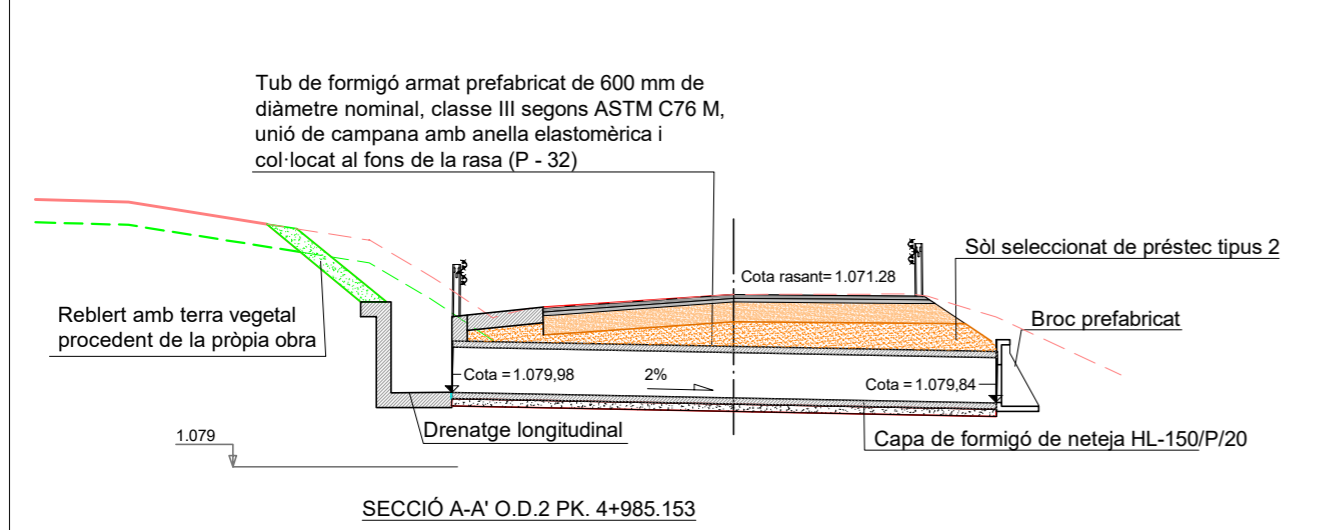 Tub de formigó armat prefabricat de 600 mm de
diàmetre nominal, classe III segons ASTM C76 M,
unió de campana amb anella elastomèrica i
col·locat al fons de la rasa (P - 32)
Sòl seleccionat de préstec tipus 2
Cota rasant= 1.071.28
Reblert amb terra vegetal
procedent de la pròpia obra
Broc prefabricat
Cota = 1.079,98
2%
Cota = 1.079,84
Drenatge longitudinal
Capa de formigó de neteja HL-150/P/20
1.079
SECCIÓ A-A' O.D.2 PK. 4+985.153